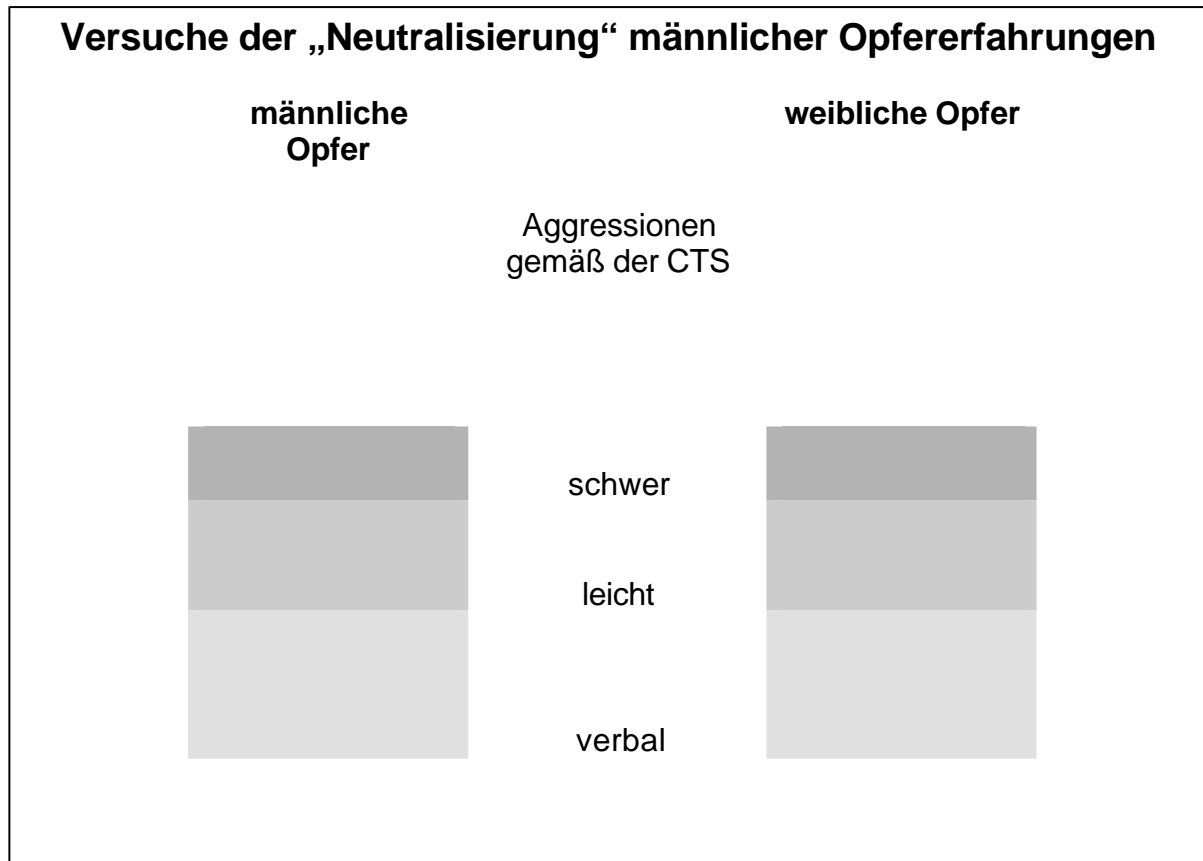 Versuche der „Neutralisierung“ männlicher Opfererfahrungen
männliche
Opfer
weibliche Opfer
Aggressionen
gemäß der CTS
schwer
leicht
verbal